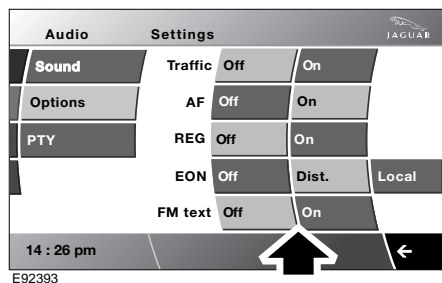 Audio Settings JAGUAR
Sound Traffic Off On
Options AF Off On
PTY REG Off On
EON Off Dist. Local
FM text Off On
14 : 26 pm
E92393